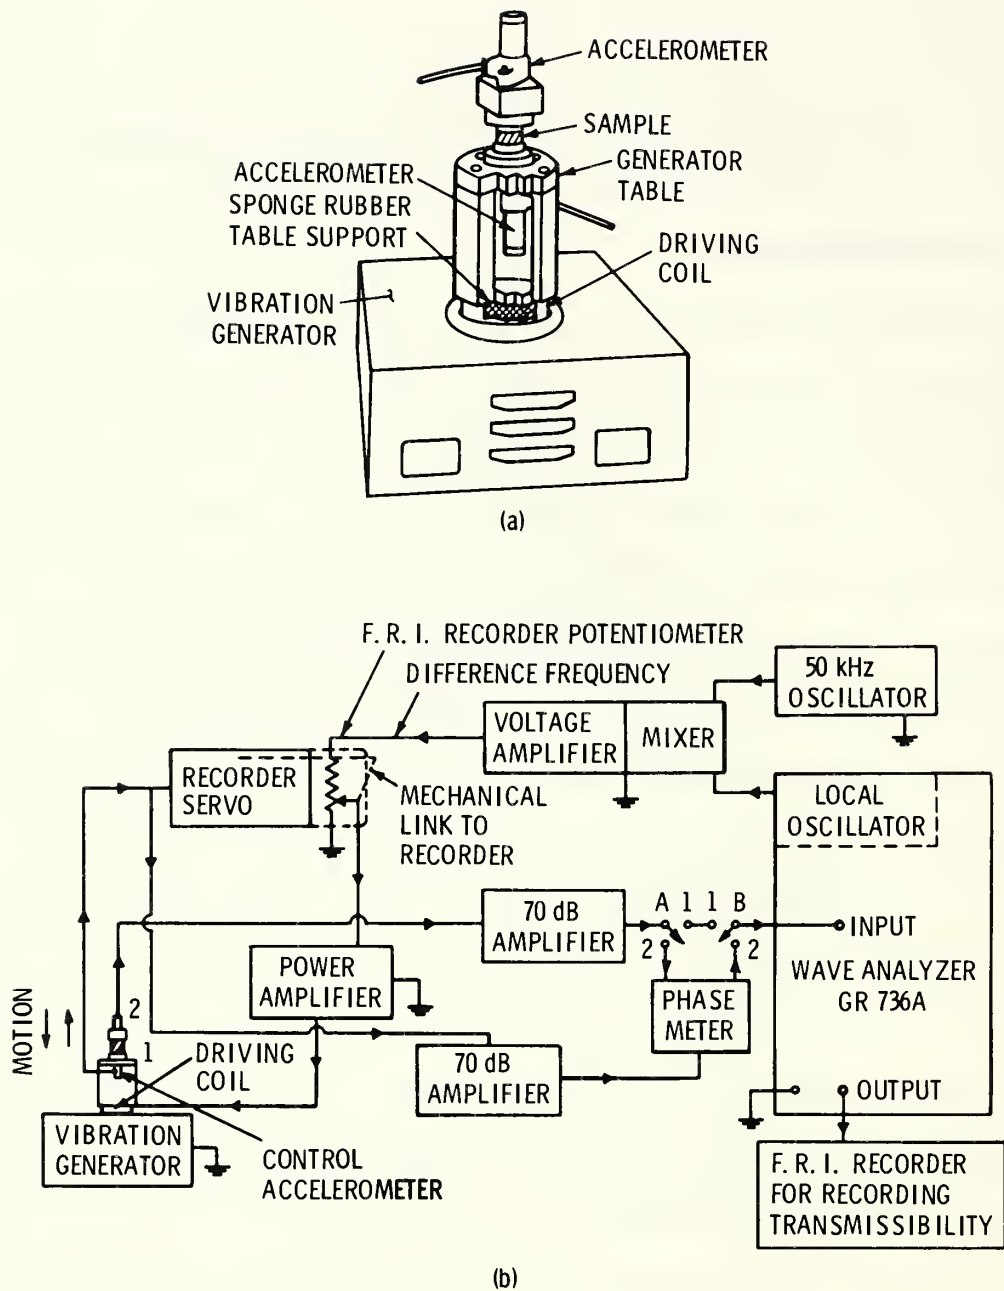 ACCELEROMETER
SAMPLE
GENERATOR
TABLE
ACCELEROMETER
SPONGE RUBBER
TABLE SUPPORT
DRIVING
COIL
VIBRATION
GENERATOR
(a)
F. R. I. RECORDER POTENTIOMETER
DIFFERENCE FREQUENCY
50 kHz
OSCILLATOR
VOLTAGE
AMPLIFIER
MIXER
RECORDER
SERVO
MECHANICAL
LINK TO
RECORDER
LOCAL
OSCILLATOR
70 dB
AMPLIFIER
A 1 1 B
2 2
INPUT
POWER
AMPLIFIER
PHASE
METER
WAVE ANALYZER
GR 736A
MOTION
2
1
DRIVING
COIL
70 dB
AMPLIFIER
OUTPUT
VIBRATION
GENERATOR
CONTROL
ACCELEROMETER
F. R. I. RECORDER
FOR RECORDING
TRANSMISSIBILITY
(b)